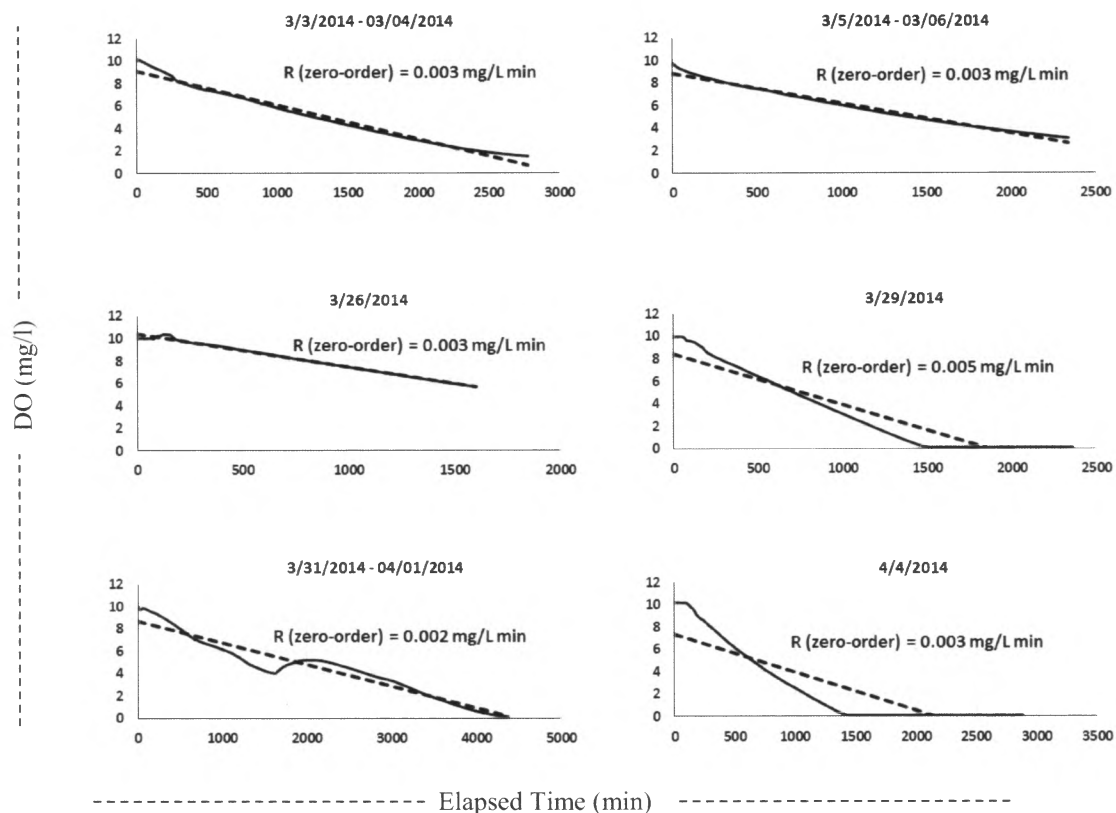 3/3/2014 - 03/04/2014
12
10
8
6
4
2
0
R (zero-order) = 0.003 mg/L min
0 500 1000 1500 2000 2500 3000
3/5/2014 - 03/06/2014
12
10
8
6
4
2
0
R (zero-order) = 0.003 mg/L min
0 500 1000 1500 2000 2500
3/26/2014
12
10
8
6
4
2
0
R (zero-order) = 0.003 mg/L min
0 500 1000 1500 2000
3/29/2014
12
10
8
6
4
2
0
R (zero-order) = 0.005 mg/L min
0 500 1000 1500 2000 2500
3/31/2014 - 04/01/2014
12
10
8
6
4
2
0
R (zero-order) = 0.002 mg/L min
0 1000 2000 3000 4000 5000
4/4/2014
12
10
8
6
4
2
0
R (zero-order) = 0.003 mg/L min
0 500 1000 1500 2000 2500 3000 3500
DO (mg/l)
Elapsed Time (min)